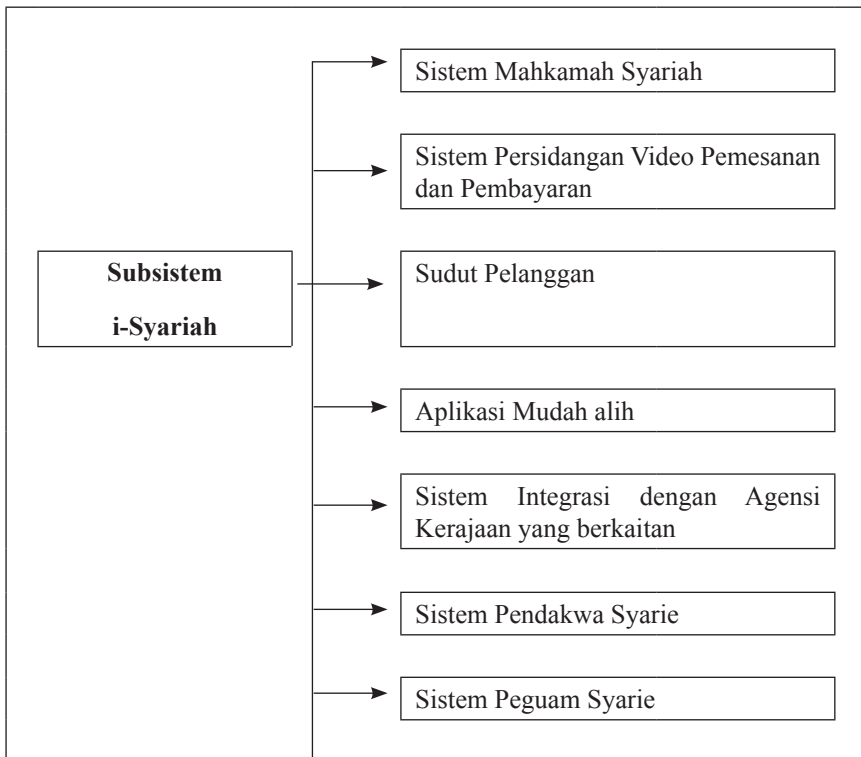 Sistem Mahkamah Syariah
Sistem Persidangan Video Pemesanan
dan Pembayaran
Subsistem
i-Syariah
Sudut Pelanggan
Aplikasi Mudah alih
Sistem Integrasi dengan Agensi
Kerajaan yang berkaitan
Sistem Pendakwa Syarie
Sistem Peguam Syarie